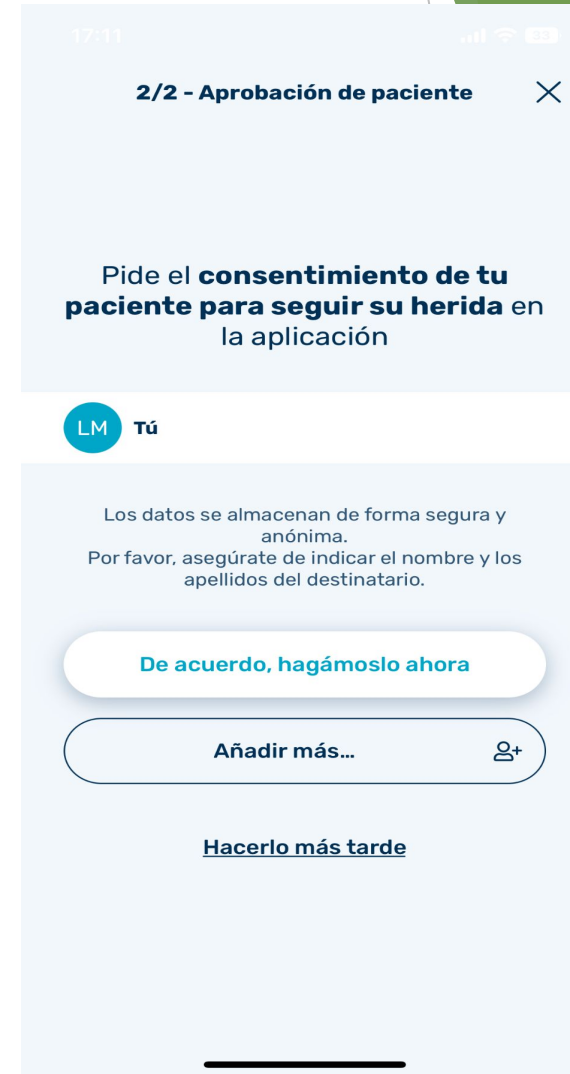 17:11
33
2/2 - Aprobación de paciente
Pide el consentimiento de tu
paciente para seguir su herida en
la aplicación
LM Tú
Los datos se almacenan de forma segura y
anónima.
Por favor, asegúrate de indicar el nombre y los
apellidos del destinatario.
De acuerdo, hagámoslo ahora
Añadir más...
Hacerlo más tarde